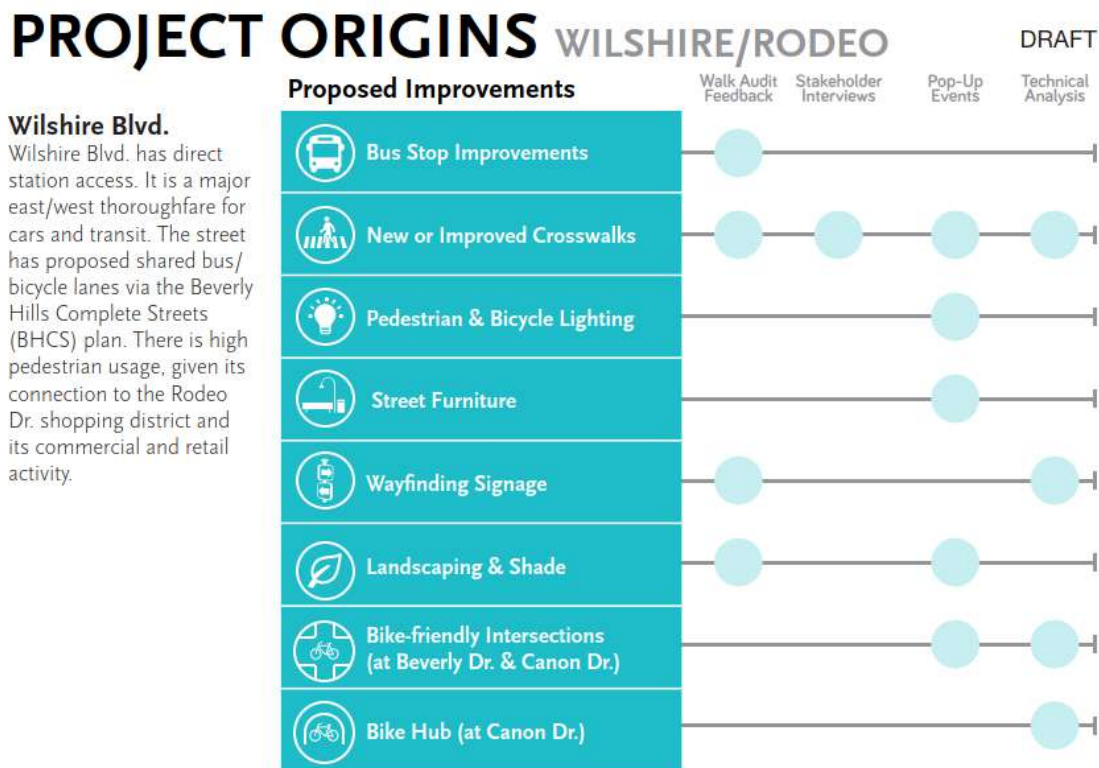 PROJECT ORIGINS WILSHIRE/RODEO
DRAFT
Proposed Improvements
Walk Audit
Feedback
Stakeholder
Interviews
Pop-Up
Events
Technical
Analysis
Wilshire Blvd.
Wilshire Blvd. has direct
station access. It is a major
east/west thoroughfare for
cars and transit. The street
has proposed shared bus/
bicycle lanes via the Beverly
Hills Complete Streets
(BHCS) plan. There is high
pedestrian usage, given its
connection to the Rodeo
Dr. shopping district and
its commercial and retail
activity.
Bus Stop Improvements
New or Improved Crosswalks
Pedestrian & Bicycle Lighting
Street Furniture
Wayfinding Signage
Landscaping & Shade
Bike-friendly Intersections
(at Beverly Dr. & Canon Dr.)
Bike Hub (at Canon Dr.)